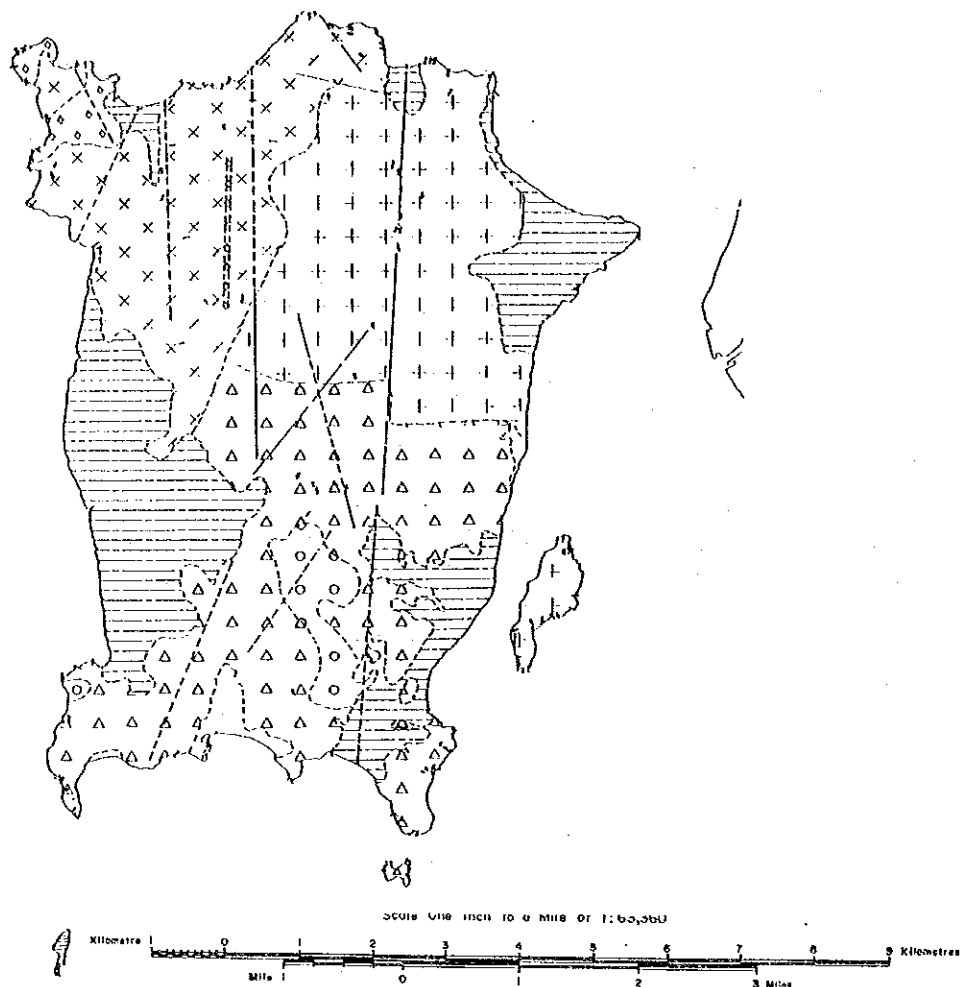 Scale One Inch to a Mile or 1:63,360
Kilometre 1 0 1 2 3 4 5 6 7 8 9 Kilometres
Mile 1 0 1 2 3 Miles